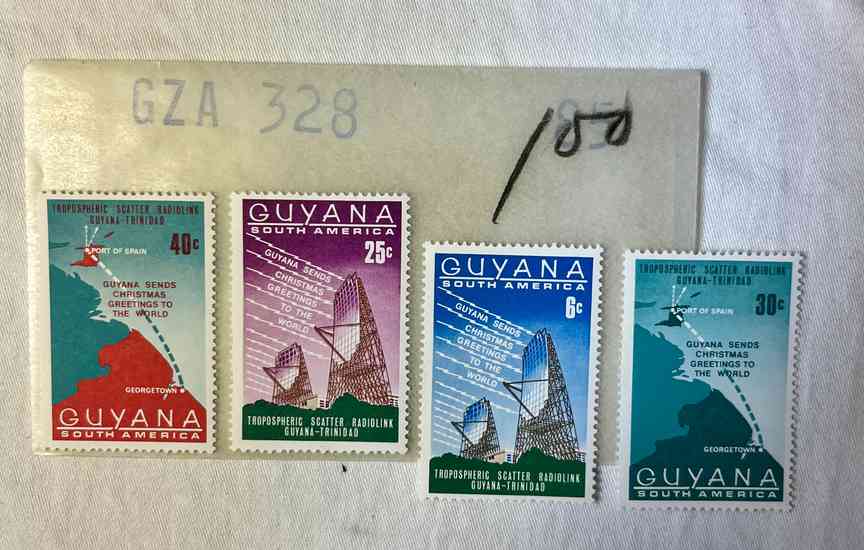 GZA 328
TROPOSPHERIC SCATTER RADIOLINK
GUYANA-TRINIDAD
40c
PORT OF SPAIN
GUYANA SENDS
CHRISTMAS
GREETINGS TO
THE WORLD
GEORGETOWN
GUYANA
SOUTH AMERICA
GUYANA
SOUTH AMERICA
25c
GUYANA SENDS
CHRISTMAS
GREETINGS
TO THE
WORLD
TROPOSPHERIC SCATTER RADIOLINK
GUYANA-TRINIDAD
GUYANA
SOUTH AMERICA
6c
GUYANA SENDS
CHRISTMAS
GREETINGS
TO THE
WORLD
TROPOSPHERIC SCATTER RADIOLINK
GUYANA-TRINIDAD
TROPOSPHERIC SCATTER RADIOLINK
GUYANA-TRINIDAD
30c
PORT OF SPAIN
GUYANA SENDS
CHRISTMAS
GREETINGS TO
THE WORLD
GEORGETOWN
GUYANA
SOUTH AMERICA